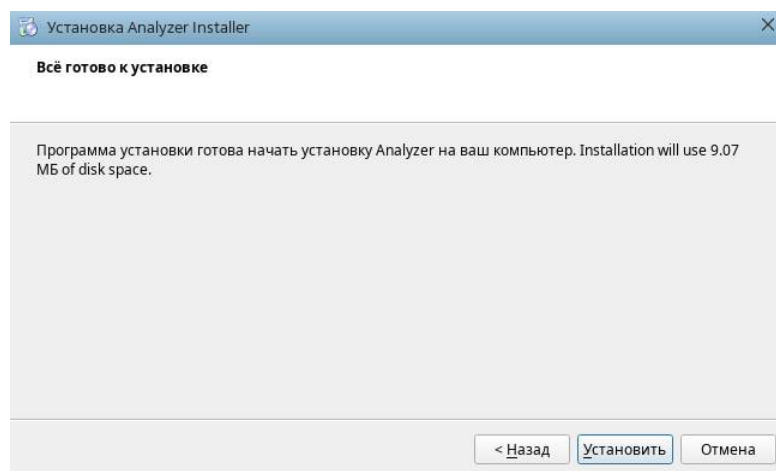 Установка Analyzer Installer
Всё готово к установке
Программа установки готова начать установку Analyzer на ваш компьютер. Installation will use 9.07
МБ of disk space.
< Назад Установить Отмена